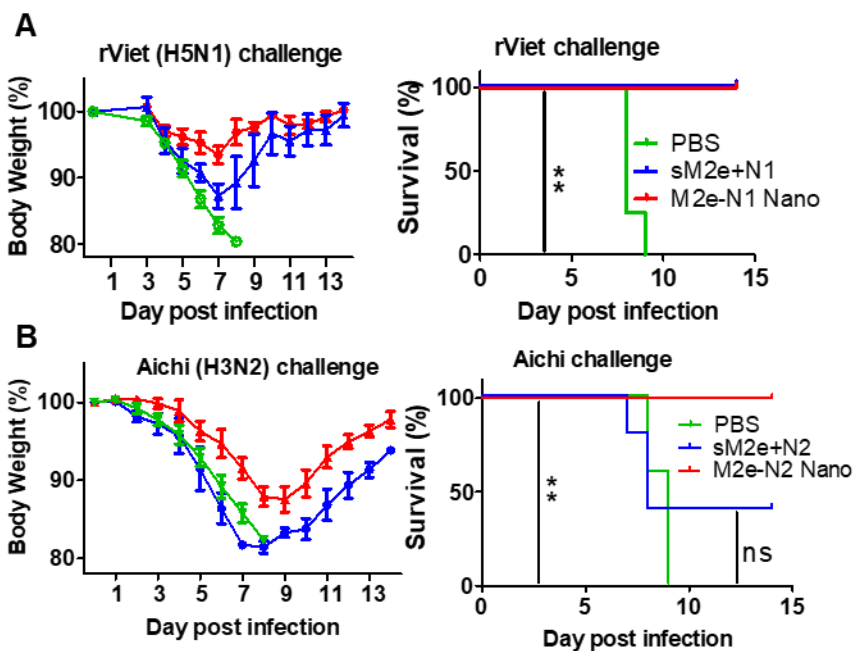 A
rViet (H5N1) challenge
Body Weight (%)
100
90
80
1 3 5 7 9 11 13
Day post infection
rViet challenge
Survival (%)
100
50
0
PBS
sM2e+N1
M2e-N1 Nano
**
0 5 10 15
Day post infection
B
Aichi (H3N2) challenge
Body Weight (%)
100
90
80
1 3 5 7 9 11 13
Day post infection
Aichi challenge
Survival (%)
100
50
0
PBS
sM2e+N2
M2e-N2 Nano
**
ns
0 5 10 15
Day post infection